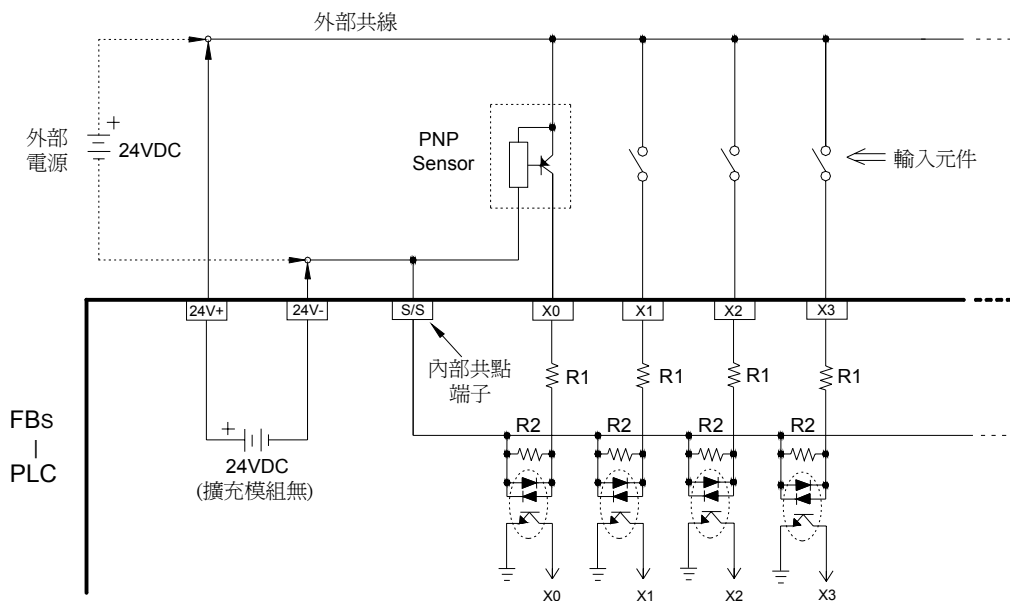 外部共線
外部
電源
+
24VDC
PNP
Sensor
輸入元件
24V+
24V-
S/S
X0
X1
X2
X3
內部共點
端子
R1
R1
R1
R1
FBs
|
PLC
+
24VDC
(擴充模組無)
R2
R2
R2
R2
X0
X1
X2
X3